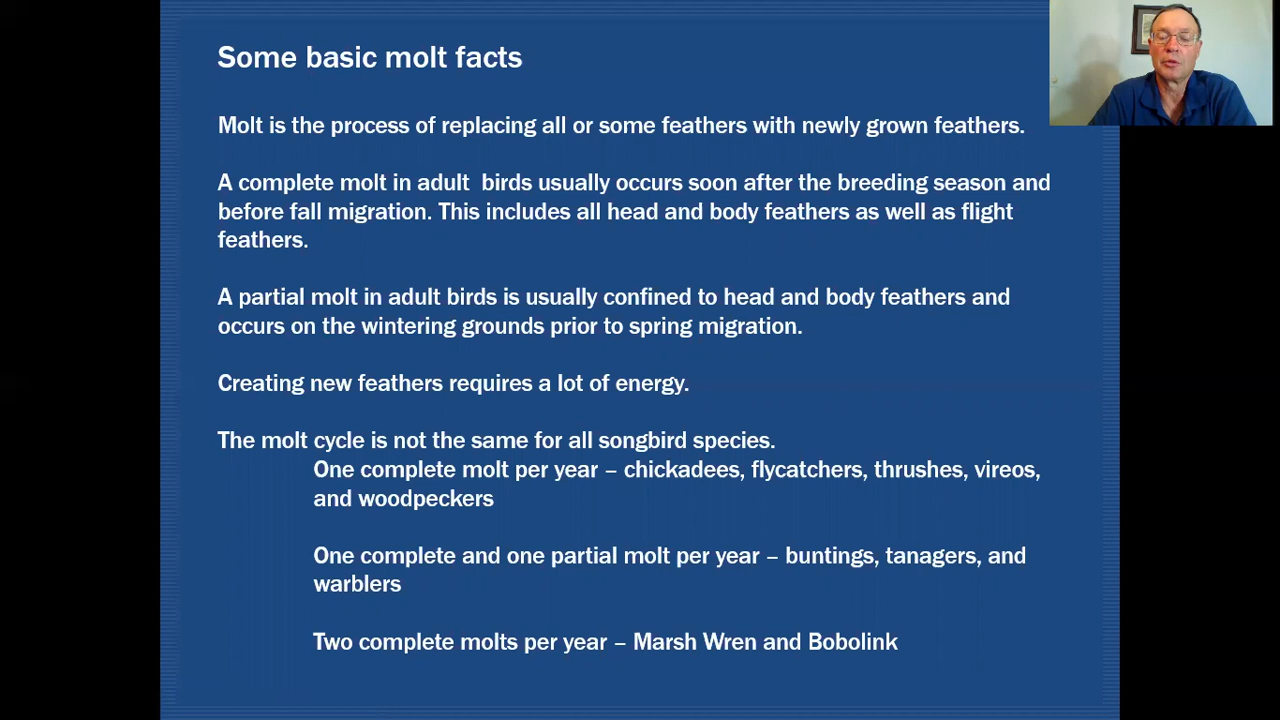 Some basic molt facts
Molt is the process of replacing all or some feathers with newly grown feathers.
A complete molt in adult  birds usually occurs soon after the breeding season and
before fall migration. This includes all head and body feathers as well as flight
feathers.
A partial molt in adult birds is usually confined to head and body feathers and
occurs on the wintering grounds prior to spring migration.
Creating new feathers requires a lot of energy.
The molt cycle is not the same for all songbird species.
One complete molt per year – chickadees, flycatchers, thrushes, vireos,
and woodpeckers
One complete and one partial molt per year – buntings, tanagers, and
warblers
Two complete molts per year – Marsh Wren and Bobolink